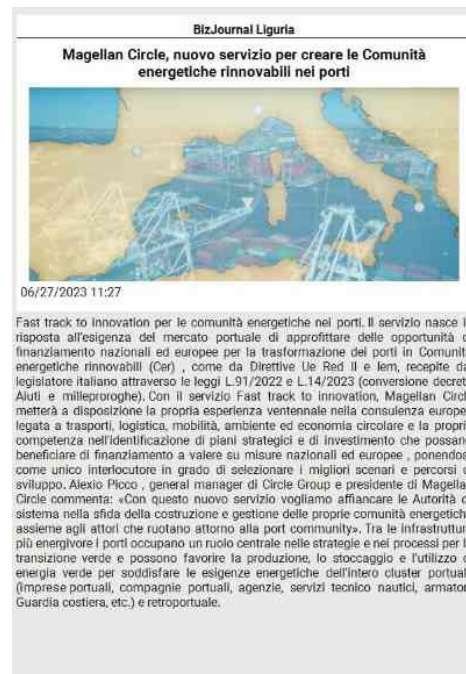 BizJournal Liguria
Magellan Circle, nuovo servizio per creare le Comunità
energetiche rinnovabili nei porti
06/27/2023 11:27
Fast track to innovation per le comunità energetiche nei porti. Il servizio nasce i
risposta all'esigenza del mercato portuale di approfittare delle opportunità d
finanziamento nazionali ed europee per la trasformazione dei porti in Comunit
energetiche rinnovabili (Cer) , come da Direttive Ue Red II e Iem, recepite da
legislatore italiano attraverso le leggi L.91/2022 e L.14/2023 (conversione decret
Aiuti e milleproroghe). Con il servizio Fast track to innovation, Magellan Circl
metterà a disposizione la propria esperienza ventennale nella consulenza europe
legata a trasporti, logistica, mobilità, ambiente ed economia circolare e la propri
competenza nell'identificazione di piani strategici e di investimento che possan
beneficiare di finanziamento a valere su misure nazionali ed europee , ponendos
come unico interlocutore in grado di selezionare i migliori scenari e percorsi d
sviluppo. Alexio Picco , general manager di Circle Group e presidente di Magella
Circle commenta: «Con questo nuovo servizio vogliamo affiancare le Autorità d
sistema nella sfida della costruzione e gestione delle proprie comunità energetich
assieme agli attori che ruotano attorno alla port community». Tra le infrastruttur
più energivore i porti occupano un ruolo centrale nelle strategie e nei processi per l
transizione verde e possono favorire la produzione, lo stoccaggio e l'utilizzo d
energia verde per soddisfare le esigenze energetiche dell'intero cluster portual
(imprese portuali, compagnie portuali, agenzie, servizi tecnico nautici, armator
Guardia costiera, etc.) e retroportuale.